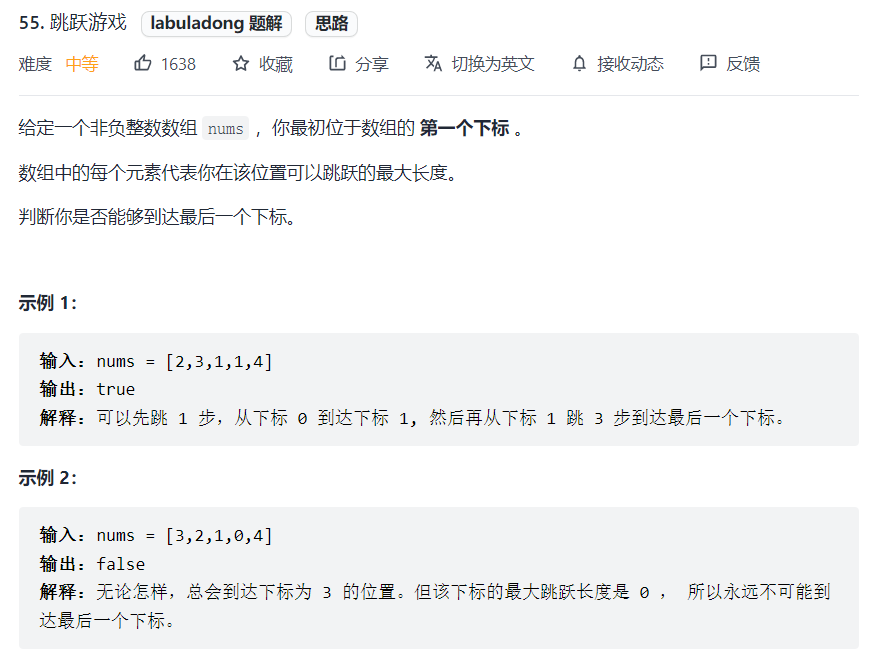 55. 跳跃游戏 labuladong 题解 思路
难度 中等 1638 收藏 分享 切换为英文 接收动态 反馈
给定一个非负整数数组 nums ，你最初位于数组的 第一个下标 。
数组中的每个元素代表你在该位置可以跳跃的最大长度。
判断你是否能够到达最后一个下标。
示例 1：
输入：nums = [2,3,1,1,4]
输出：true
解释：可以先跳 1 步，从下标 0 到达下标 1, 然后再从下标 1 跳 3 步到达最后一个下标。
示例 2：
输入：nums = [3,2,1,0,4]
输出：false
解释：无论怎样，总会到达下标为 3 的位置。但该下标的最大跳跃长度是 0 ， 所以永远不可能到
达最后一个下标。